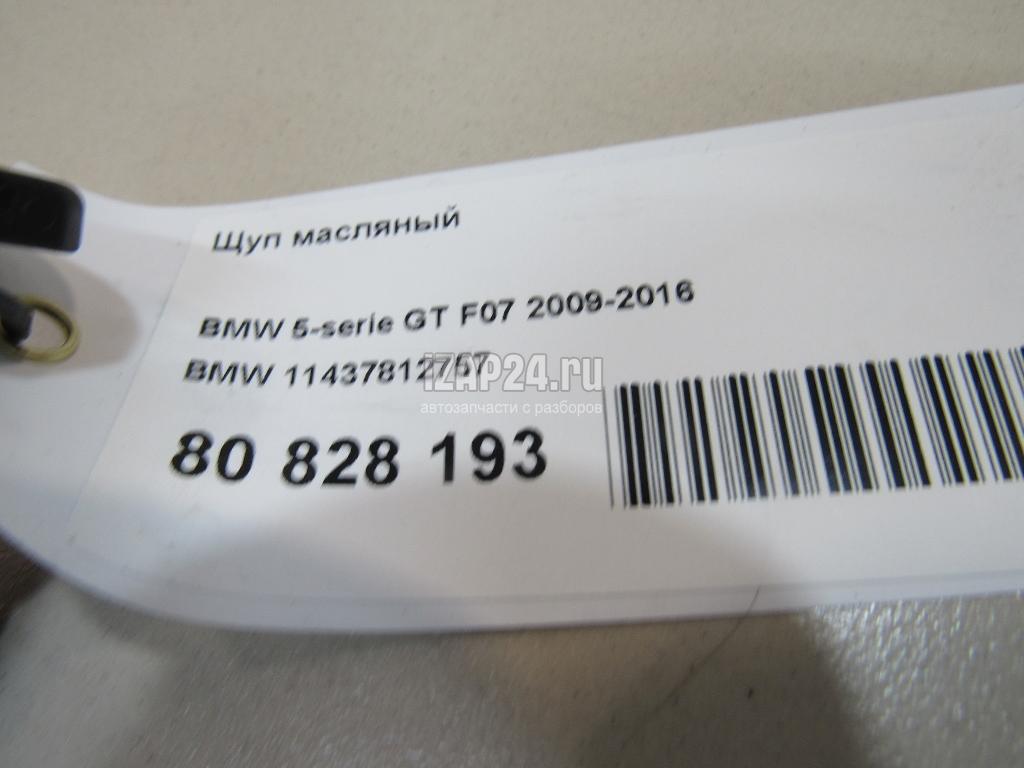 Щуп масляный
BMW 5-serie GT F07 2009-2016
BMW 11437812757
iZAP24.ru
автозапчасти с разборов
80 828 193